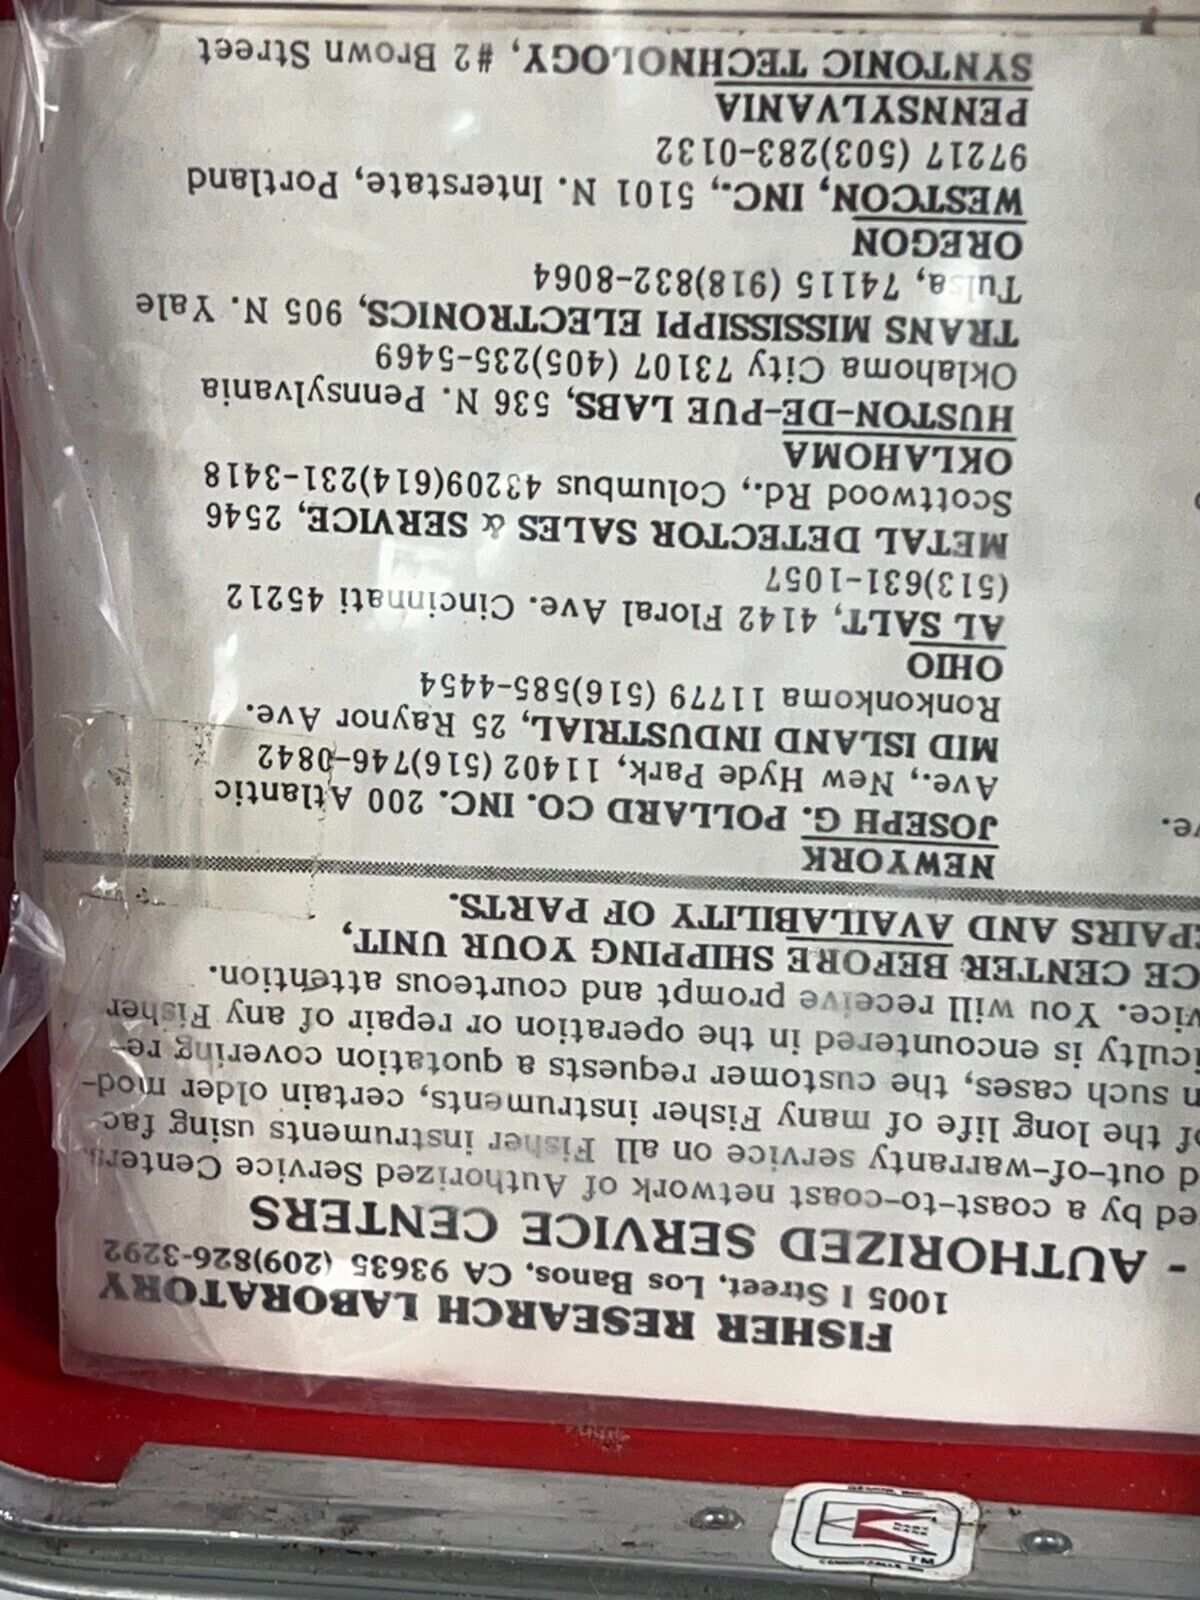 FISHER RESEARCH LABORATORY
1005 I Street, Los Banos, CA 93635 (209)826-3292
- AUTHORIZED SERVICE CENTERS
ed by a coast-to-coast network of Authorized Service Centers,
d out-of-warranty service on all Fisher instruments using fac-
of the long life of many Fisher instruments, certain older mod-
n such cases, the customer requests a quotation covering re-
iculty is encountered in the operation or repair of any Fisher
vice. You will receive prompt and courteous attention.
CE CENTER BEFORE SHIPPING YOUR UNIT,
EPAIRS AND AVAILABILITY OF PARTS.
NEWYORK
JOSEPH G. POLLARD CO. INC. 200 Atlantic
Ave., New Hyde Park, 11402 (516)746-0842
MID ISLAND INDUSTRIAL, 25 Raynor Ave.
Ronkonkoma 11779 (516)585-4454
OHIO
AL SALT, 4142 Floral Ave. Cincinnati 45212
(513)631-1057
METAL DETECTOR SALES & SERVICE, 2546
Scottwood Rd., Columbus 43209(614)231-3418
OKLAHOMA
HUSTON-DE-PUE LABS, 536 N. Pennsylvania
Oklahoma City 73107 (405)235-5469
TRANS MISSISSIPPI ELECTRONICS, 905 N. Yale
Tulsa, 74115 (918)832-8064
OREGON
WESTCON, INC., 5101 N. Interstate, Portland
97217 (503)283-0132
PENNSYLVANIA
SYNTONIC TECHNOLOGY, #2 Brown Street
ve.
TM